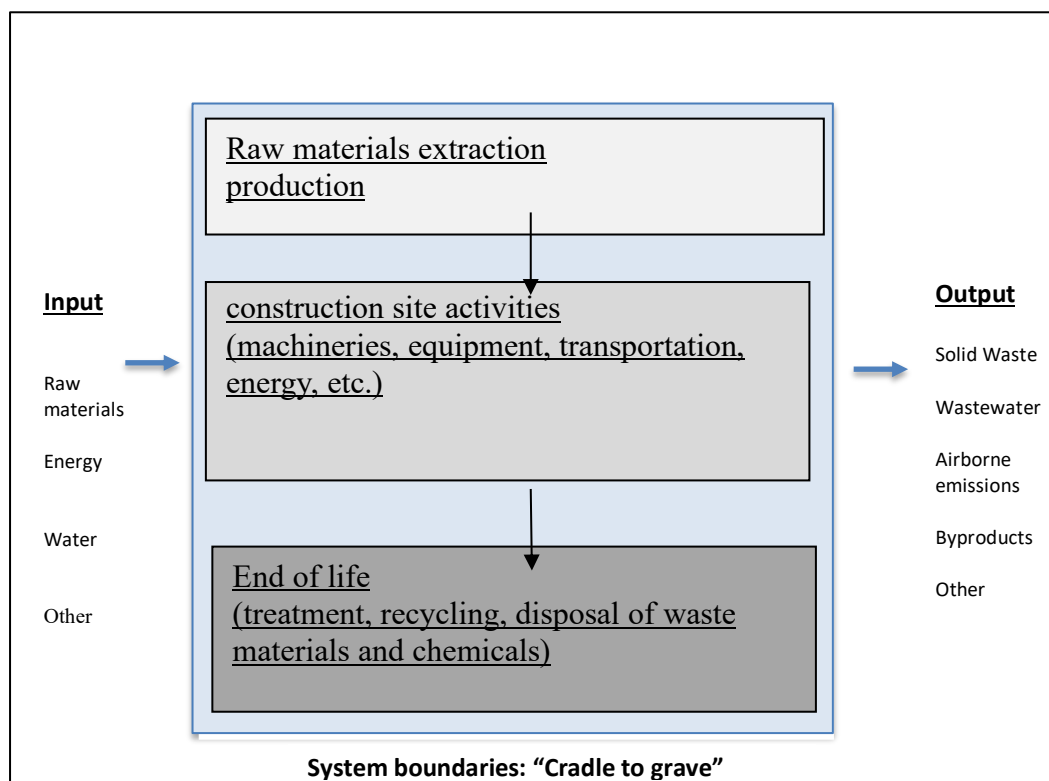 Raw materials extraction
production
Input
Raw
materials
Energy
Water
Other
construction site activities
(machineries, equipment, transportation,
energy, etc.)
End of life
(treatment, recycling, disposal of waste
materials and chemicals)
Output
Solid Waste
Wastewater
Airborne
emissions
Byproducts
Other
System boundaries: “Cradle to grave”